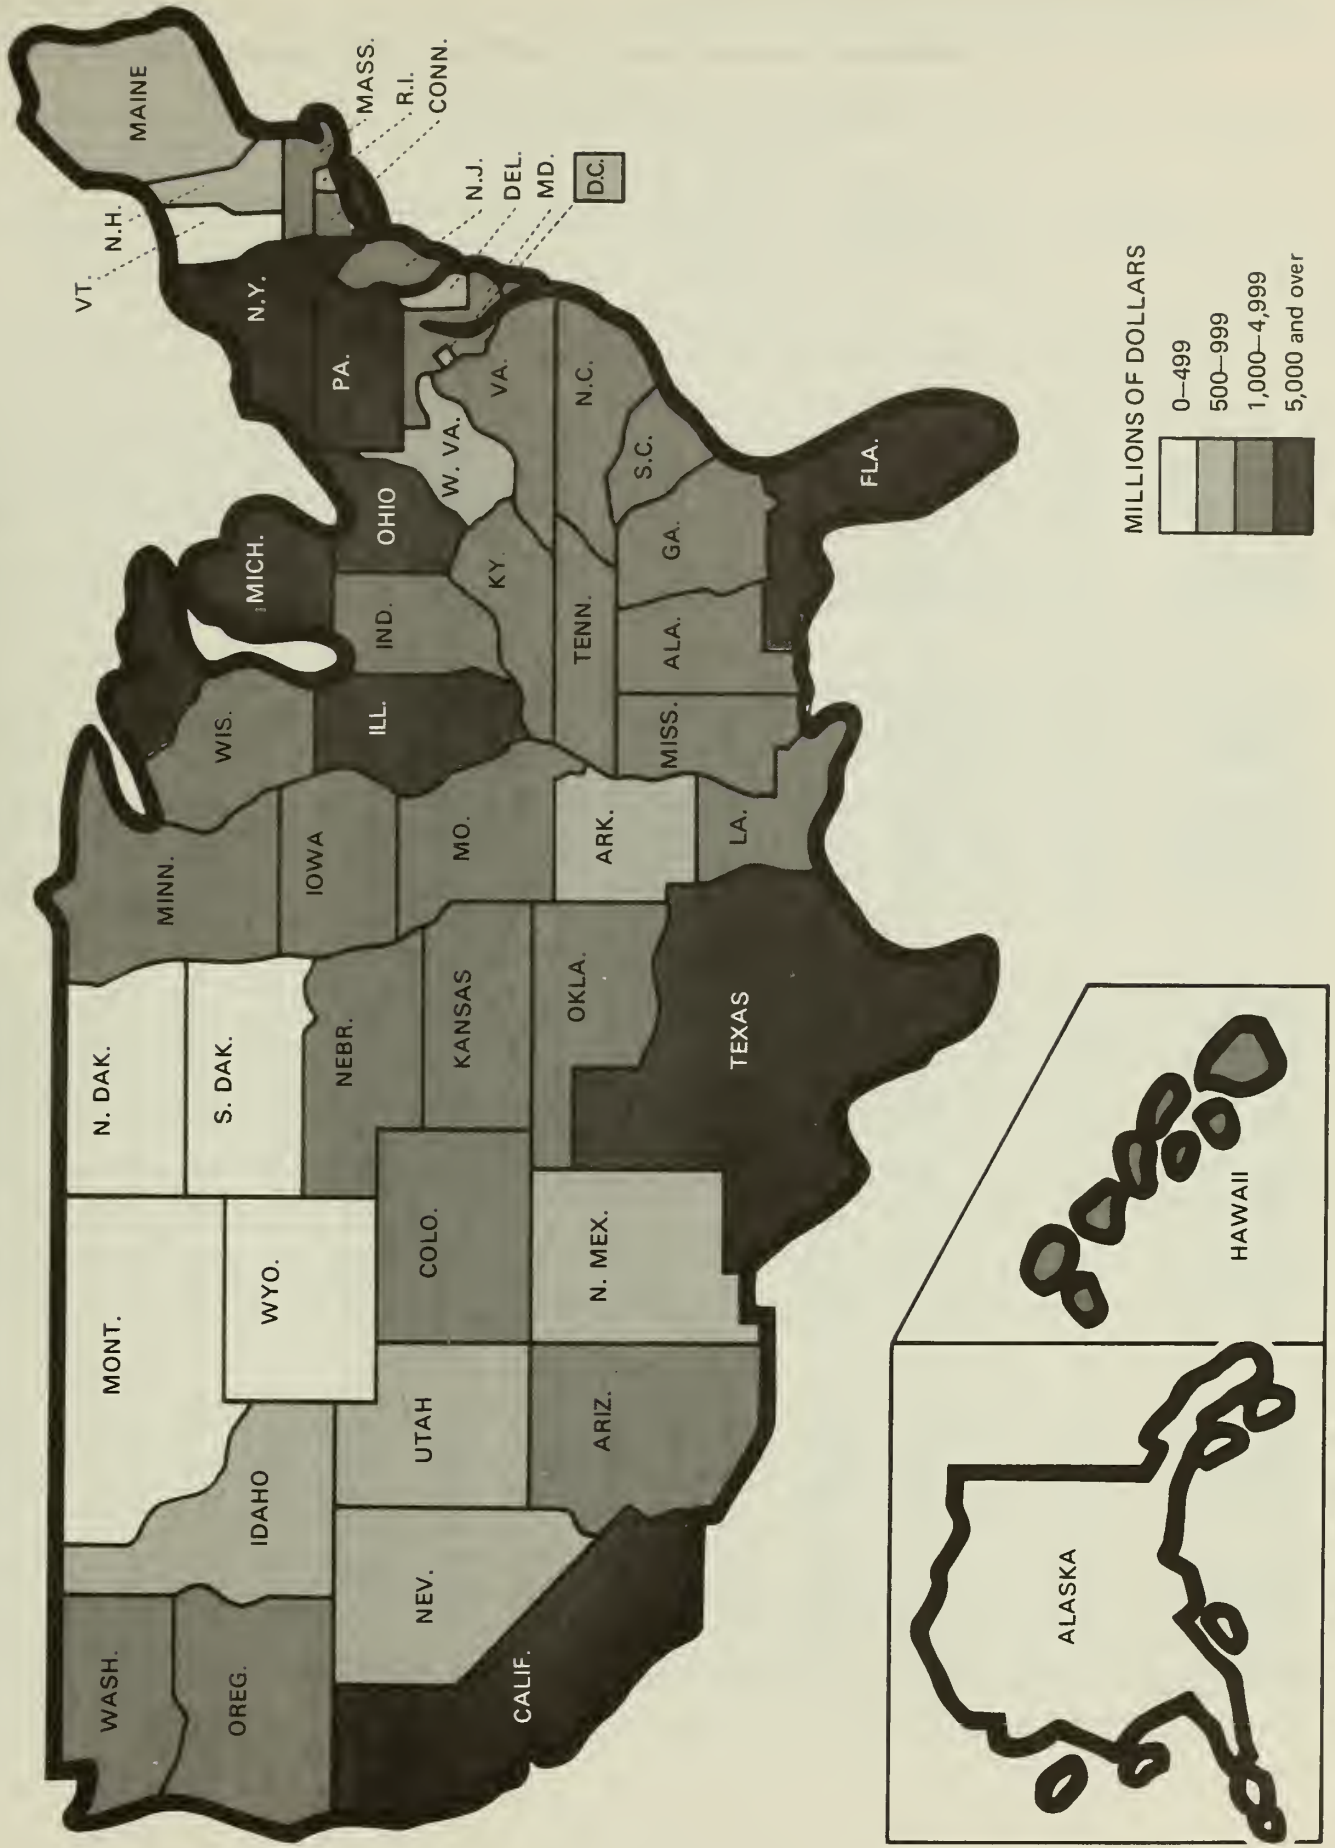 WASH.
OREG.
CALIF.
NEV.
IDAHO
MONT.
WYO.
UTAH
ARIZ.
COLO.
N. MEX.
N. DAK.
S. DAK.
NEBR.
KANSAS
OKLA.
TEXAS
MINN.
IOWA
MO.
ARK.
LA.
WIS.
ILL.
MISS.
MICH.
IND.
OHIO
KY.
TENN.
ALA.
GA.
FLA.
S.C.
N.C.
VA.
W. VA.
PA.
N.Y.
VT.
N.H.
MAINE
MASS.
R.I.
CONN.
N.J.
DEL.
MD.
D.C.
ALASKA
HAWAII
MILLIONS OF DOLLARS
0–499
500–999
1,000–4,999
5,000 and over